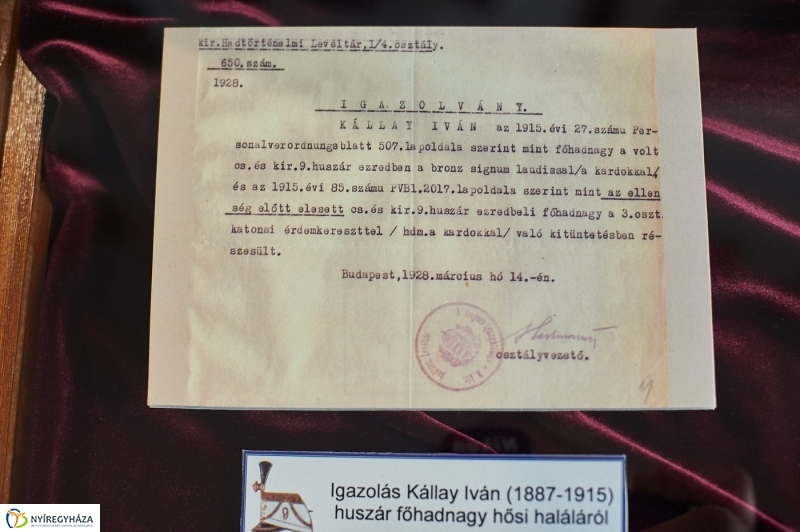 kir.Hadtörténelmi Levéltár,I/4.osztály.
650.szám.
1928.
I G A Z O L V Á N Y.
K Á L L A Y  I V Á N  az 1915.évi 27.számu Per-
sonalverordnungsblatt 507.lapoldala szerint mint főhadnagy a volt
cs.és kir.9.huszár ezredben a bronz signum laudissal/a kardokkal/
és az 1915.évi 85.számu PVBl.2017.lapoldala szerint mint az ellen
ség előtt elesett cs.és kir.9.huszár ezredbeli főhadnagy a 3.oszt.
katonai érdemkereszttel / hdm.a kardokkal/ való kitüntetésben ré-
szesült.
Budapest,1928.március hó 14.-én.
osztályvezető.
9
9
Igazolás Kállay Iván (1887-1915)
huszár főhadnagy hősi haláláról
NYÍREGYHÁZA